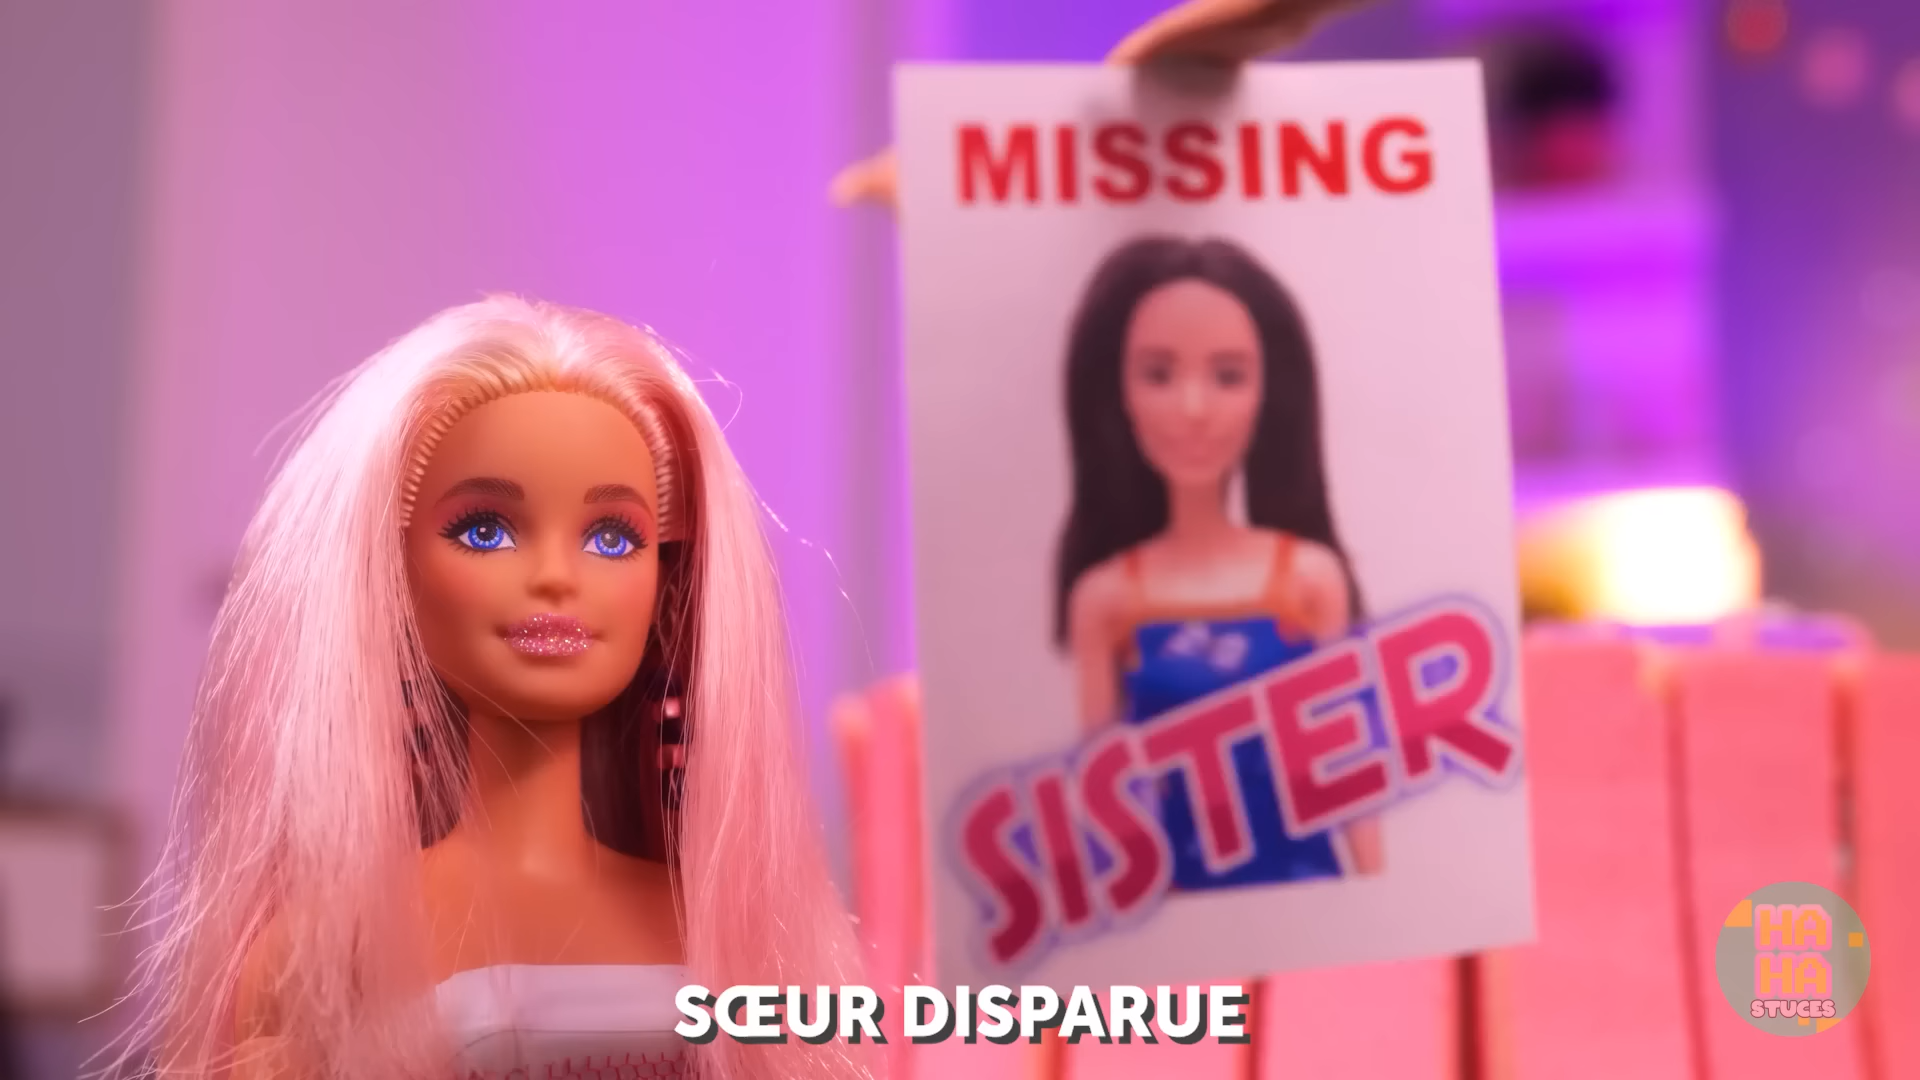 MISSING
SISTER
SŒUR DISPARUE
HA
HA
STUCES